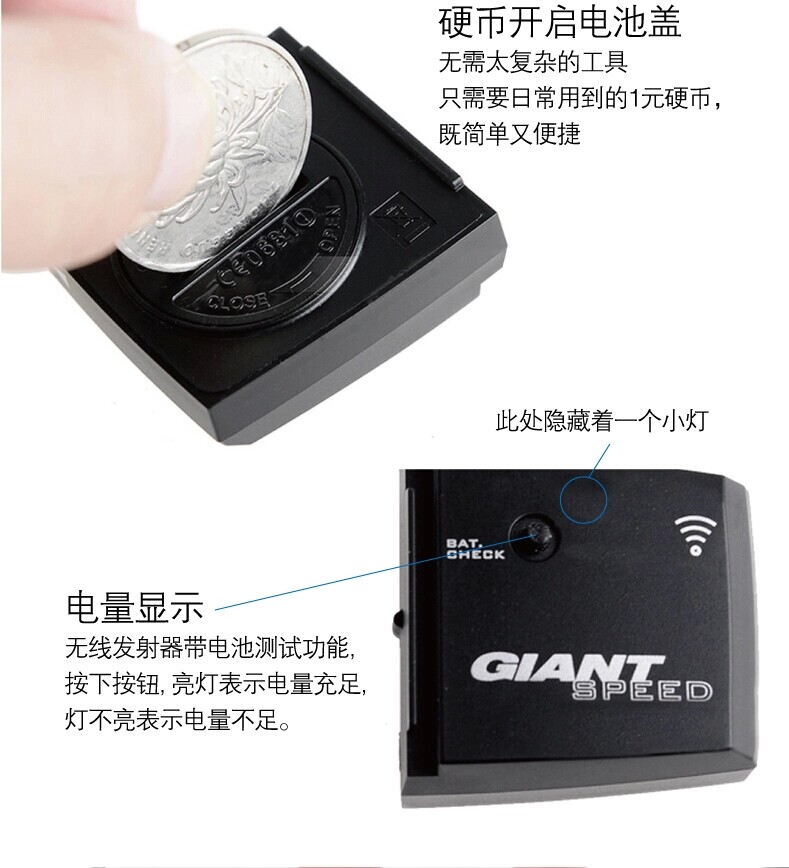 硬币开启电池盖
无需太复杂的工具
只需要日常用到的1元硬币，
既简单又便捷
OPEN
CLOSE
此处隐藏着一个小灯
BAT.
CHECK
电量显示
无线发射器带电池测试功能,
按下按钮, 亮灯表示电量充足,
灯不亮表示电量不足。
GIANT
SPEED